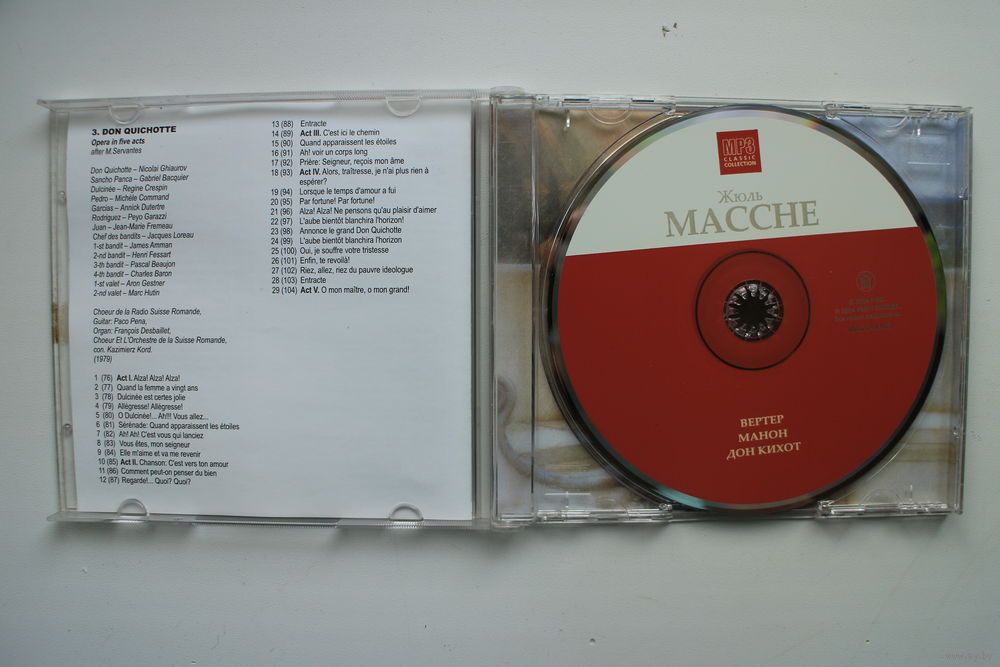 3. DON QUICHOTTE
Opera in five acts
after M.Servantes
Don Quichotte – Nicolai Ghiaurov
Sancho Panca – Gabriel Bacquier
Dulcinée – Regine Crespin
Pedro – Michèle Command
Garcias – Annick Dutertre
Rodriguez – Peyo Garazzi
Juan – Jean-Marie Fremeau
Chef des bandits – Jacques Loreau
1-st bandit – James Amman
2-nd bandit – Henri Fessart
3-th bandit – Pascal Beaujon
4-th bandit – Charles Baron
1-st valet – Aron Gestner
2-nd valet – Marc Hutin
Choeur de la Radio Suisse Romande,
Guitar: Paco Pena,
Organ: François Desbaillet,
Choeur Et L'Orchestre de la Suisse Romande,
con. Kazimierz Kord.
(1979)
1 (76) Act I. Alza! Alza! Alza!
2 (77) Quand la femme a vingt ans
3 (78) Dulcinée est certes jolie
4 (79) Allégresse! Allégresse!
5 (80) O Dulcinée!... Ah!!! Vous allez...
6 (81) Sérénade: Quand apparaissent les étoiles
7 (82) Ah! Ah! C'est vous qui lanciez
8 (83) Vous êtes, mon seigneur
9 (84) Elle m'aime et va me revenir
10 (85) Act II. Chanson: C'est vers ton amour
11 (86) Comment peut-on penser du bien
12 (87) Regarde!... Quoi? Quoi?
13 (88) Entracte
14 (89) Act III. C'est ici le chemin
15 (90) Quand apparaissent les étoiles
16 (91) Ah! voir un corps long
17 (92) Prière: Seigneur, reçois mon âme
18 (93) Act IV. Alors, traîtresse, je n'ai plus rien à
espérer?
19 (94) Lorsque le temps d'amour a fui
20 (95) Par fortune! Par fortune!
21 (96) Alza! Alza! Ne pensons qu'au plaisir d'aimer
22 (97) L'aube bientôt blanchira l'horizon!
23 (98) Annonce le grand Don Quichotte
24 (99) L'aube bientôt blanchira l'horizon
25 (100) Oui, je souffre votre tristesse
26 (101) Enfin, te revoilà!
27 (102) Riez, allez, riez du pauvre ideologue
28 (103) Entracte
29 (104) Act V. O mon maître, o mon grand!
MP3
CLASSIC
COLLECTION
Жюль
МАССНЕ
ВЕРТЕР
МАНОН
ДОН КИХОТ